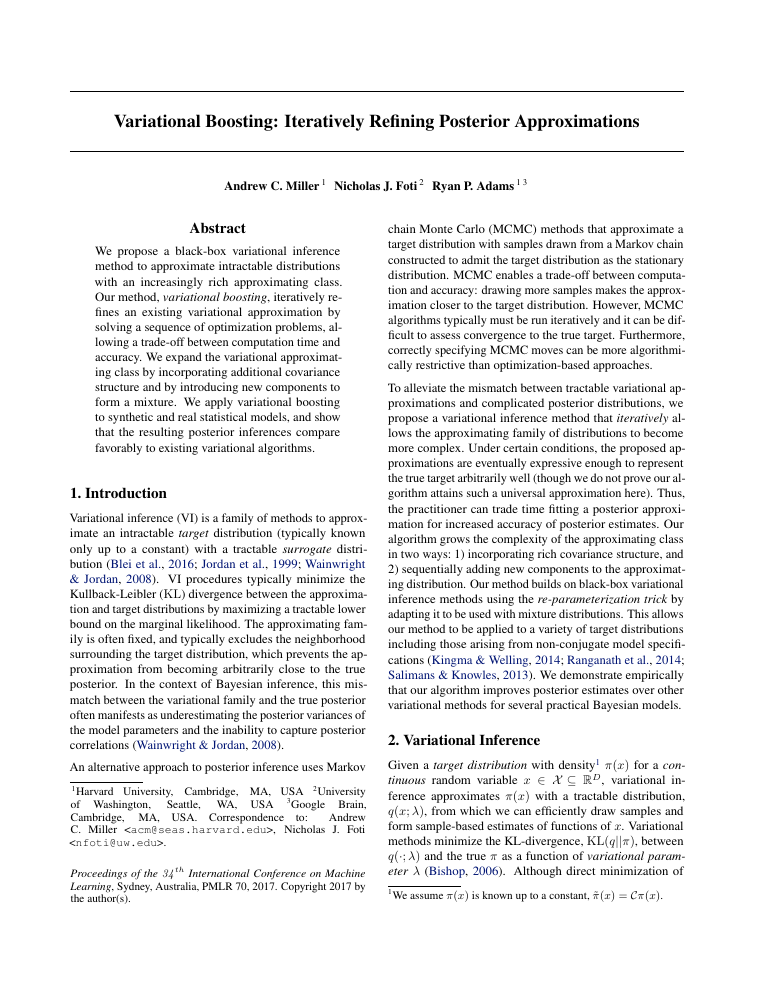 Variational Boosting: Iteratively Refining Posterior Approximations
Andrew C. Miller 1 Nicholas J. Foti 2 Ryan P. Adams 1 3
Abstract
We propose a black-box variational inference
method to approximate intractable distributions
with an increasingly rich approximating class.
Our method, variational boosting, iteratively re-
fines an existing variational approximation by
solving a sequence of optimization problems, al-
lowing a trade-off between computation time and
accuracy. We expand the variational approximat-
ing class by incorporating additional covariance
structure and by introducing new components to
form a mixture. We apply variational boosting
to synthetic and real statistical models, and show
that the resulting posterior inferences compare
favorably to existing variational algorithms.
1. Introduction
Variational inference (VI) is a family of methods to approx-
imate an intractable target distribution (typically known
only up to a constant) with a tractable surrogate distri-
bution (Blei et al., 2016; Jordan et al., 1999; Wainwright
& Jordan, 2008). VI procedures typically minimize the
Kullback-Leibler (KL) divergence between the approxima-
tion and target distributions by maximizing a tractable lower
bound on the marginal likelihood. The approximating fam-
ily is often fixed, and typically excludes the neighborhood
surrounding the target distribution, which prevents the ap-
proximation from becoming arbitrarily close to the true
posterior. In the context of Bayesian inference, this mis-
match between the variational family and the true posterior
often manifests as underestimating the posterior variances of
the model parameters and the inability to capture posterior
correlations (Wainwright & Jordan, 2008).
An alternative approach to posterior inference uses Markov
1Harvard University, Cambridge, MA, USA 2University
of Washington, Seattle, WA, USA 3Google Brain,
Cambridge, MA, USA. Correspondence to: Andrew
C. Miller <acm@seas.harvard.edu>, Nicholas J. Foti
<nfoti@uw.edu>.
Proceedings of the 34th International Conference on Machine
Learning, Sydney, Australia, PMLR 70, 2017. Copyright 2017 by
the author(s).
chain Monte Carlo (MCMC) methods that approximate a
target distribution with samples drawn from a Markov chain
constructed to admit the target distribution as the stationary
distribution. MCMC enables a trade-off between computa-
tion and accuracy: drawing more samples makes the approx-
imation closer to the target distribution. However, MCMC
algorithms typically must be run iteratively and it can be dif-
ficult to assess convergence to the true target. Furthermore,
correctly specifying MCMC moves can be more algorithmi-
cally restrictive than optimization-based approaches.
To alleviate the mismatch between tractable variational ap-
proximations and complicated posterior distributions, we
propose a variational inference method that iteratively al-
lows the approximating family of distributions to become
more complex. Under certain conditions, the proposed ap-
proximations are eventually expressive enough to represent
the true target arbitrarily well (though we do not prove our al-
gorithm attains such a universal approximation here). Thus,
the practitioner can trade time fitting a posterior approxi-
mation for increased accuracy of posterior estimates. Our
algorithm grows the complexity of the approximating class
in two ways: 1) incorporating rich covariance structure, and
2) sequentially adding new components to the approximat-
ing distribution. Our method builds on black-box variational
inference methods using the re-parameterization trick by
adapting it to be used with mixture distributions. This allows
our method to be applied to a variety of target distributions
including those arising from non-conjugate model specifi-
cations (Kingma & Welling, 2014; Ranganath et al., 2014;
Salimans & Knowles, 2013). We demonstrate empirically
that our algorithm improves posterior estimates over other
variational methods for several practical Bayesian models.
2. Variational Inference
Given a target distribution with density1 π(x) for a con-
tinuous random variable x ∈ 𝒳 ⊆ ℝ^D, variational in-
ference approximates π(x) with a tractable distribution,
q(x; λ), from which we can efficiently draw samples and
form sample-based estimates of functions of x. Variational
methods minimize the KL-divergence, KL(q||π), between
q(·; λ) and the true π as a function of variational param-
eter λ (Bishop, 2006). Although direct minimization of
1We assume π(x) is known up to a constant, π̃(x) = 𝒞π(x).